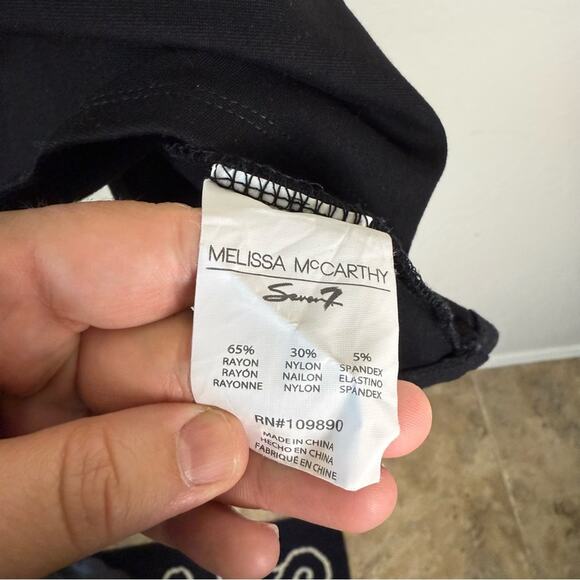 MELISSA McCARTHY
Seven7
65% 30% 5%
RAYON NYLON SPANDEX
RAYÓN NAILON ELASTINO
RAYONNE NYLON SPANDEX
RN#109890
MADE IN CHINA
HECHO EN CHINA
FABRIQUÉ EN CHINE